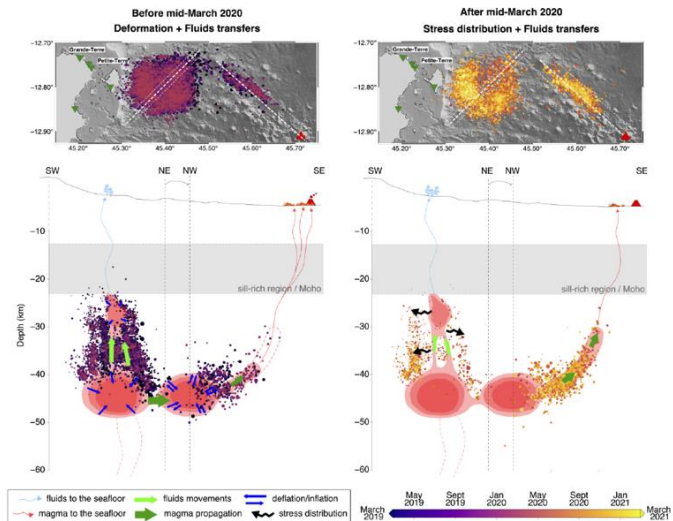 Before mid-March 2020
Deformation + Fluids transfers
−12.70°
Grande-Terre
Petite-Terre
−12.80°
−12.90°
45.20° 45.30° 45.40° 45.50° 45.60° 45.70°
SW NE NW SE
−10
−20
sill-rich region / Moho
Depth (km)
−30
−40
−50
−60
After mid-March 2020
Stress distribution + Fluids transfers
−12.70°
Grande-Terre
Petite-Terre
−12.80°
−12.90°
45.20° 45.30° 45.40° 45.50° 45.60° 45.70°
SW NE NW SE
−10
−20
sill-rich region / Moho
−30
−40
−50
−60
fluids to the seafloor fluids movements deflation/inflation
magma to the seafloor magma propagation stress distribution
May 2019 Sept 2019 Jan 2020 May 2020 Sept 2020 Jan 2021
March 2019 March 2021